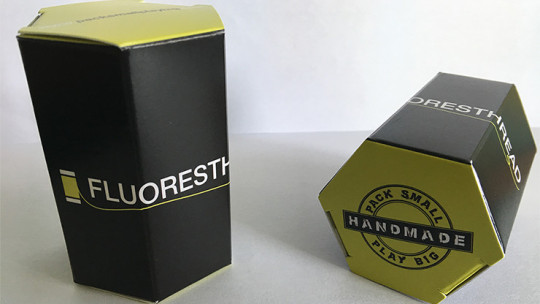 FLUORESTH
ORESTHREAD
PACK SMALL
HANDMADE
PLAY BIG